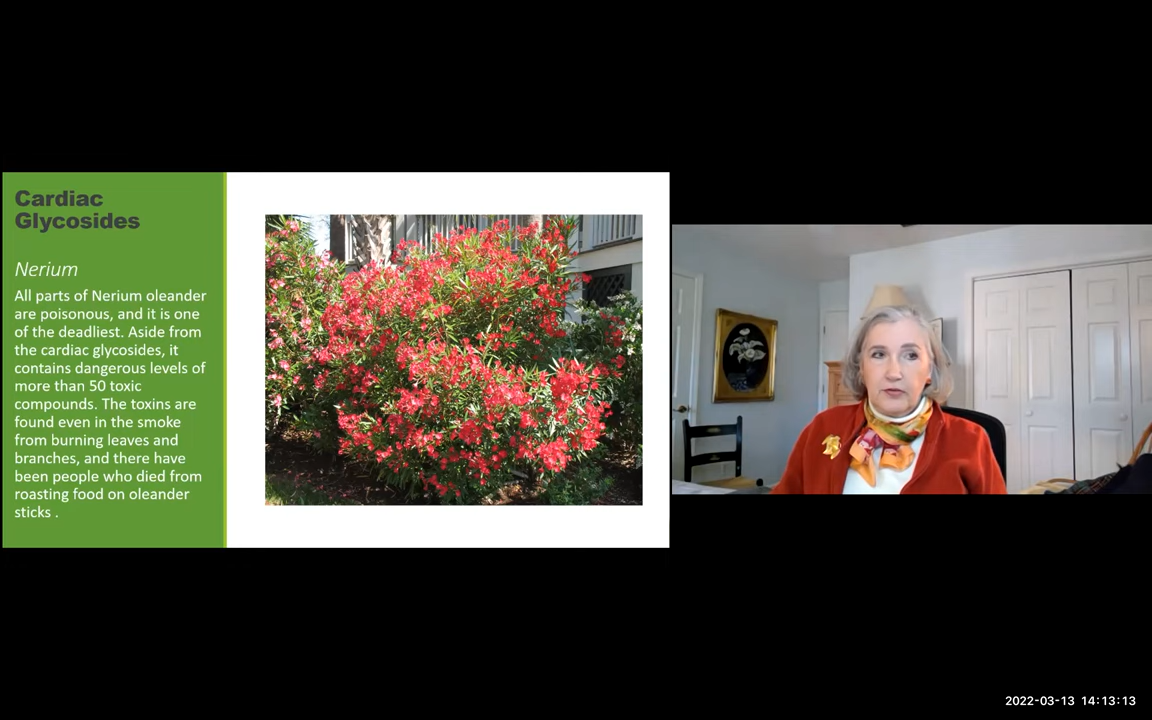 Cardiac
Glycosides
Nerium
All parts of Nerium oleander
are poisonous, and it is one
of the deadliest. Aside from
the cardiac glycosides, it
contains dangerous levels of
more than 50 toxic
compounds. The toxins are
found even in the smoke
from burning leaves and
branches, and there have
been people who died from
roasting food on oleander
sticks .
2022-03-13 14:13:13